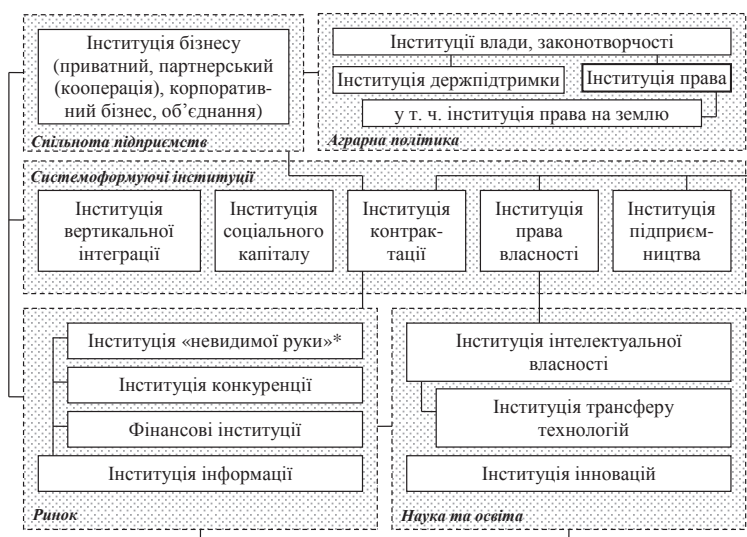 Інституція бізнесу
(приватний, партнерський
(кооперація), корпоратив-
ний бізнес, об’єднання)
Спільнота підприємств
Інституції влади, законотворчості
Інституція держпідтримки
Інституція права
у т. ч. інституція права на землю
Аграрна політика
Системоформуючі інституції
Інституція
вертикальної
інтеграції
Інституція
соціального
капіталу
Інституція
контрак-
тації
Інституція
права
власності
Інституція
підприєм-
ництва
Інституція «невидимої руки»*
Інституція конкуренції
Фінансові інституції
Інституція інформації
Ринок
Інституція інтелектуальної
власності
Інституція трансферу
технологій
Інституція інновацій
Наука та освіта